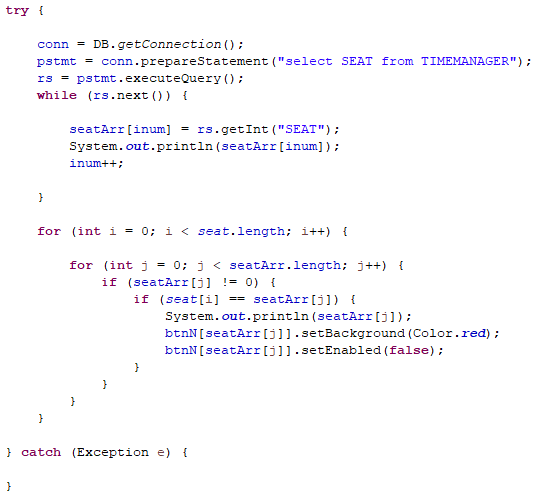 try {
conn = DB.getConnection();
pstmt = conn.prepareStatement("select SEAT from TIMEMANAGER");
rs = pstmt.executeQuery();
while (rs.next()) {
seatArr[inum] = rs.getInt("SEAT");
System.out.println(seatArr[inum]);
inum++;
}
for (int i = 0; i < seat.length; i++) {
for (int j = 0; j < seatArr.length; j++) {
if (seatArr[j] != 0) {
if (seat[i] == seatArr[j]) {
System.out.println(seatArr[j]);
btnN[seatArr[j]].setBackground(Color.red);
btnN[seatArr[j]].setEnabled(false);
}
}
}
}
} catch (Exception e) {
}